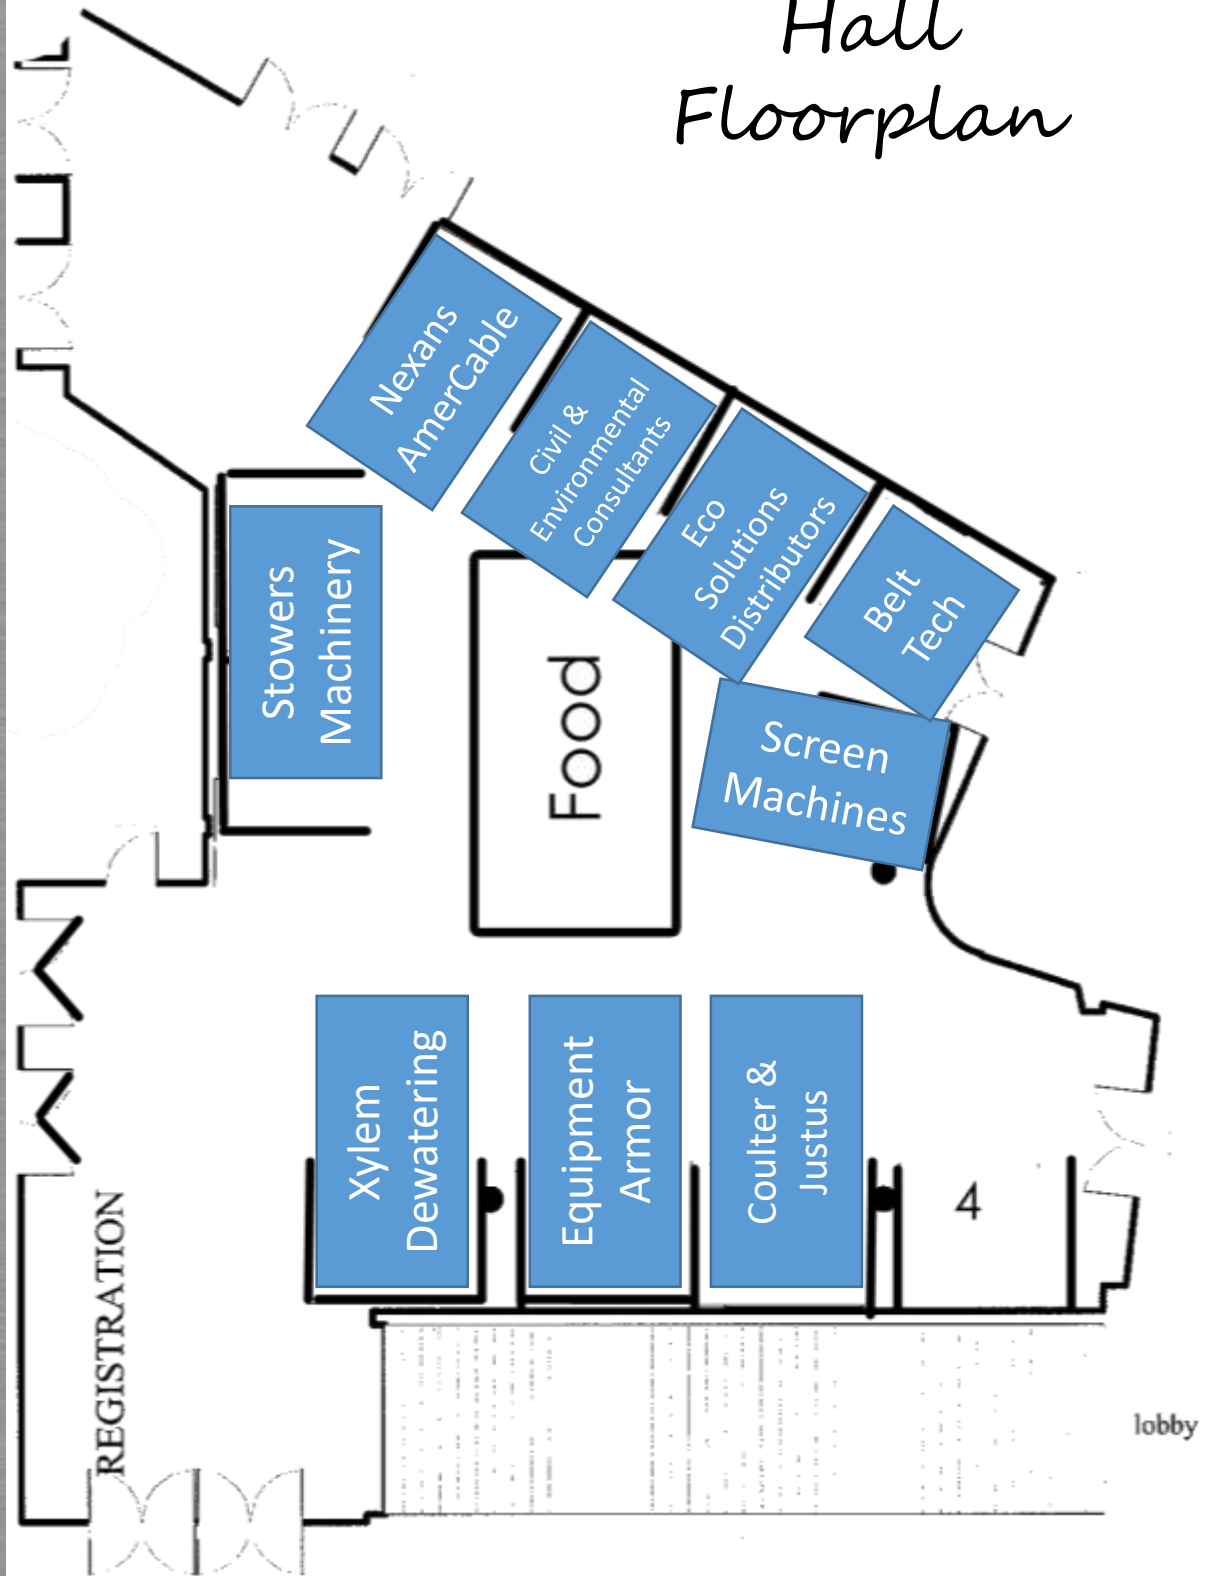 Hall
Floorplan
Nexans
AmerCable
Civil &
Environmental
Consultants
Eco
Solutions
Distributors
Belt
Tech
Stowers
Machinery
Food
Screen
Machines
Xylem
Dewatering
Equipment
Armor
Coulter &
Justus
4
REGISTRATION
lobby